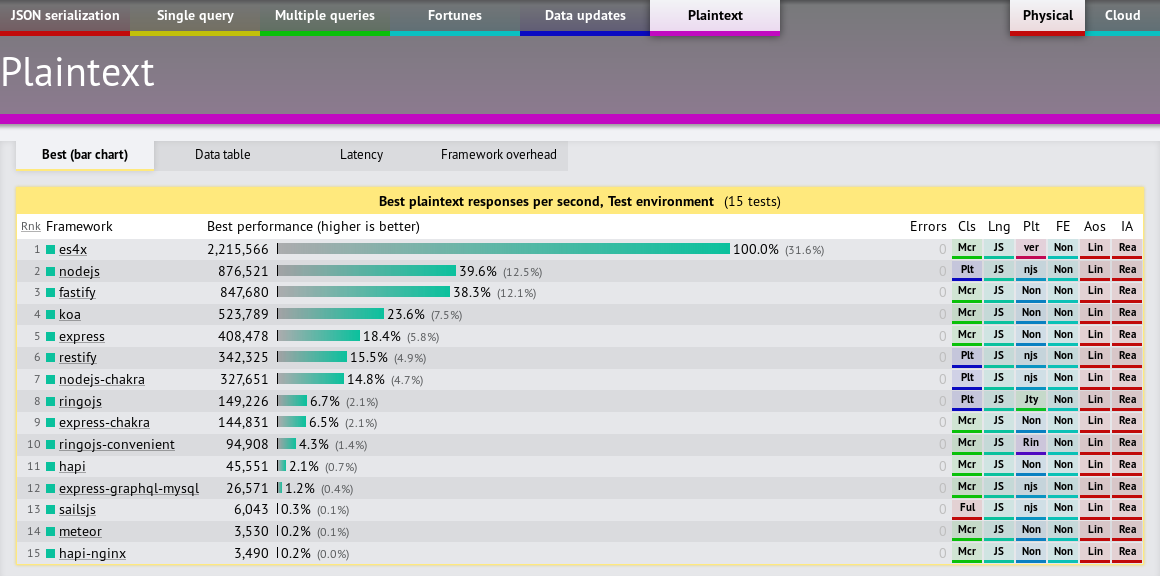 JSON serialization Single query Multiple queries Fortunes Data updates Plaintext Physical Cloud
Plaintext
Best (bar chart) Data table Latency Framework overhead
Best plaintext responses per second, Test environment (15 tests)
Rnk Framework Best performance (higher is better) Errors Cls Lng Plt FE Aos IA
1 es4x 2,215,566 100.0% (31.6%) 0 Mcr JS ver Non Lin Rea
2 nodejs 876,521 39.6% (12.5%) 0 Plt JS njs Non Lin Rea
3 fastify 847,680 38.3% (12.1%) 0 Mcr JS Non Non Lin Rea
4 koa 523,789 23.6% (7.5%) 0 Mcr JS Non Non Lin Rea
5 express 408,478 18.4% (5.8%) 0 Mcr JS Non Non Lin Rea
6 restify 342,325 15.5% (4.9%) 0 Plt JS njs Non Lin Rea
7 nodejs-chakra 327,651 14.8% (4.7%) 0 Plt JS njs Non Lin Rea
8 ringojs 149,226 6.7% (2.1%) 0 Plt JS Jty Non Lin Rea
9 express-chakra 144,831 6.5% (2.1%) 0 Mcr JS Non Non Lin Rea
10 ringojs-convenient 94,908 4.3% (1.4%) 0 Mcr JS Rin Non Lin Rea
11 hapi 45,551 2.1% (0.7%) 0 Mcr JS Non Non Lin Rea
12 express-graphql-mysql 26,571 1.2% (0.4%) 0 Mcr JS njs Non Lin Rea
13 sailsjs 6,043 0.3% (0.1%) 0 Ful JS njs Non Lin Rea
14 meteor 3,530 0.2% (0.1%) 0 Mcr JS Non Non Lin Rea
15 hapi-nginx 3,490 0.2% (0.0%) 0 Mcr JS Non Non Lin Rea